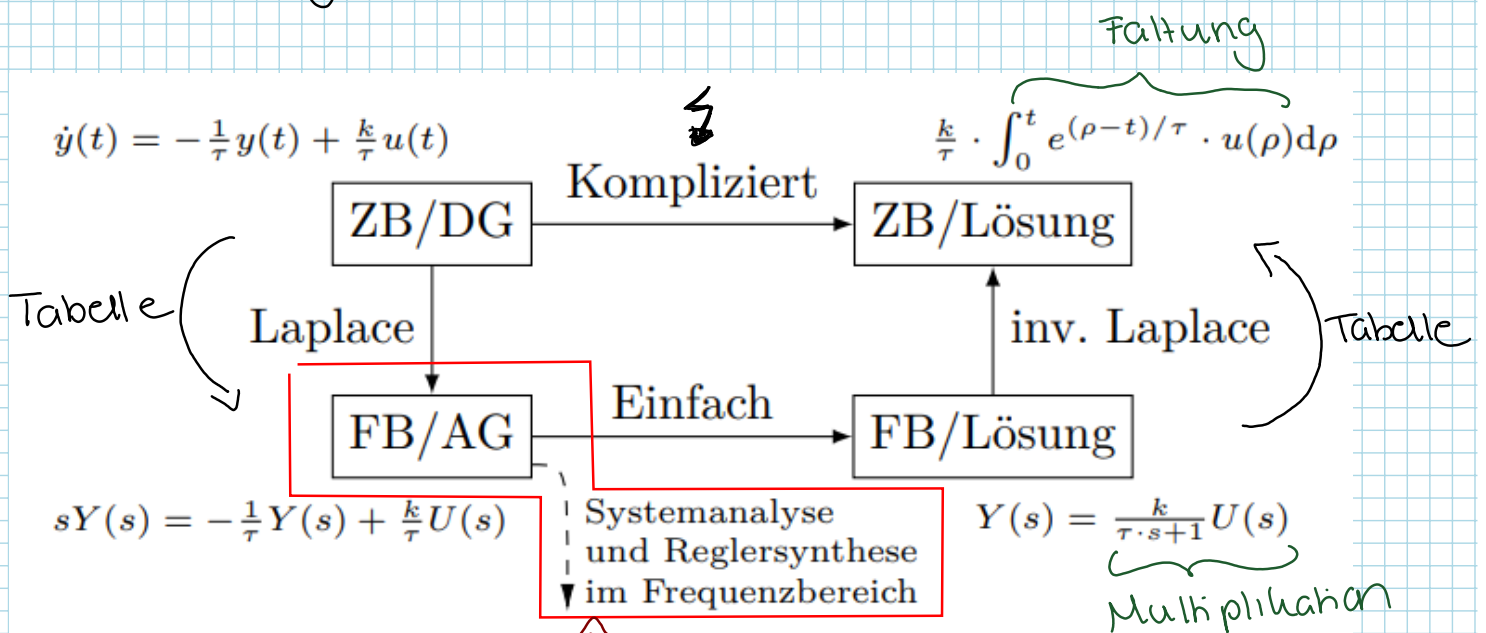 Faltung
ẏ(t) = −1/τ y(t) + k/τ u(t)
k/τ · ∫₀ᵗ e^(ρ−t)/τ · u(ρ)dρ
Kompliziert
ZB/DG
ZB/Lösung
Tabelle
Laplace
inv. Laplace
Tabelle
Einfach
FB/AG
FB/Lösung
sY(s) = −1/τ Y(s) + k/τ U(s)
Systemanalyse
und Reglersynthese
im Frequenzbereich
Y(s) = k/(τ·s+1) U(s)
Multiplikation